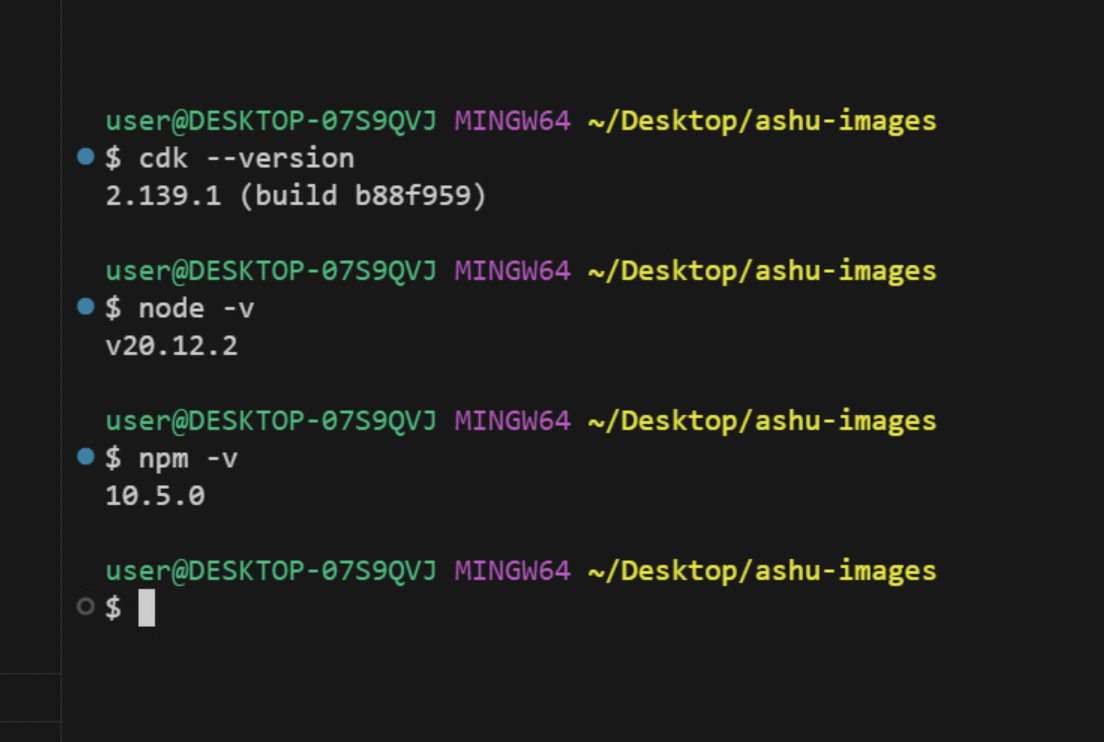 user@DESKTOP-07S9QVJ MINGW64 ~/Desktop/ashu-images
$ cdk --version
2.139.1 (build b88f959)
user@DESKTOP-07S9QVJ MINGW64 ~/Desktop/ashu-images
$ node -v
v20.12.2
user@DESKTOP-07S9QVJ MINGW64 ~/Desktop/ashu-images
$ npm -v
10.5.0
user@DESKTOP-07S9QVJ MINGW64 ~/Desktop/ashu-images
$